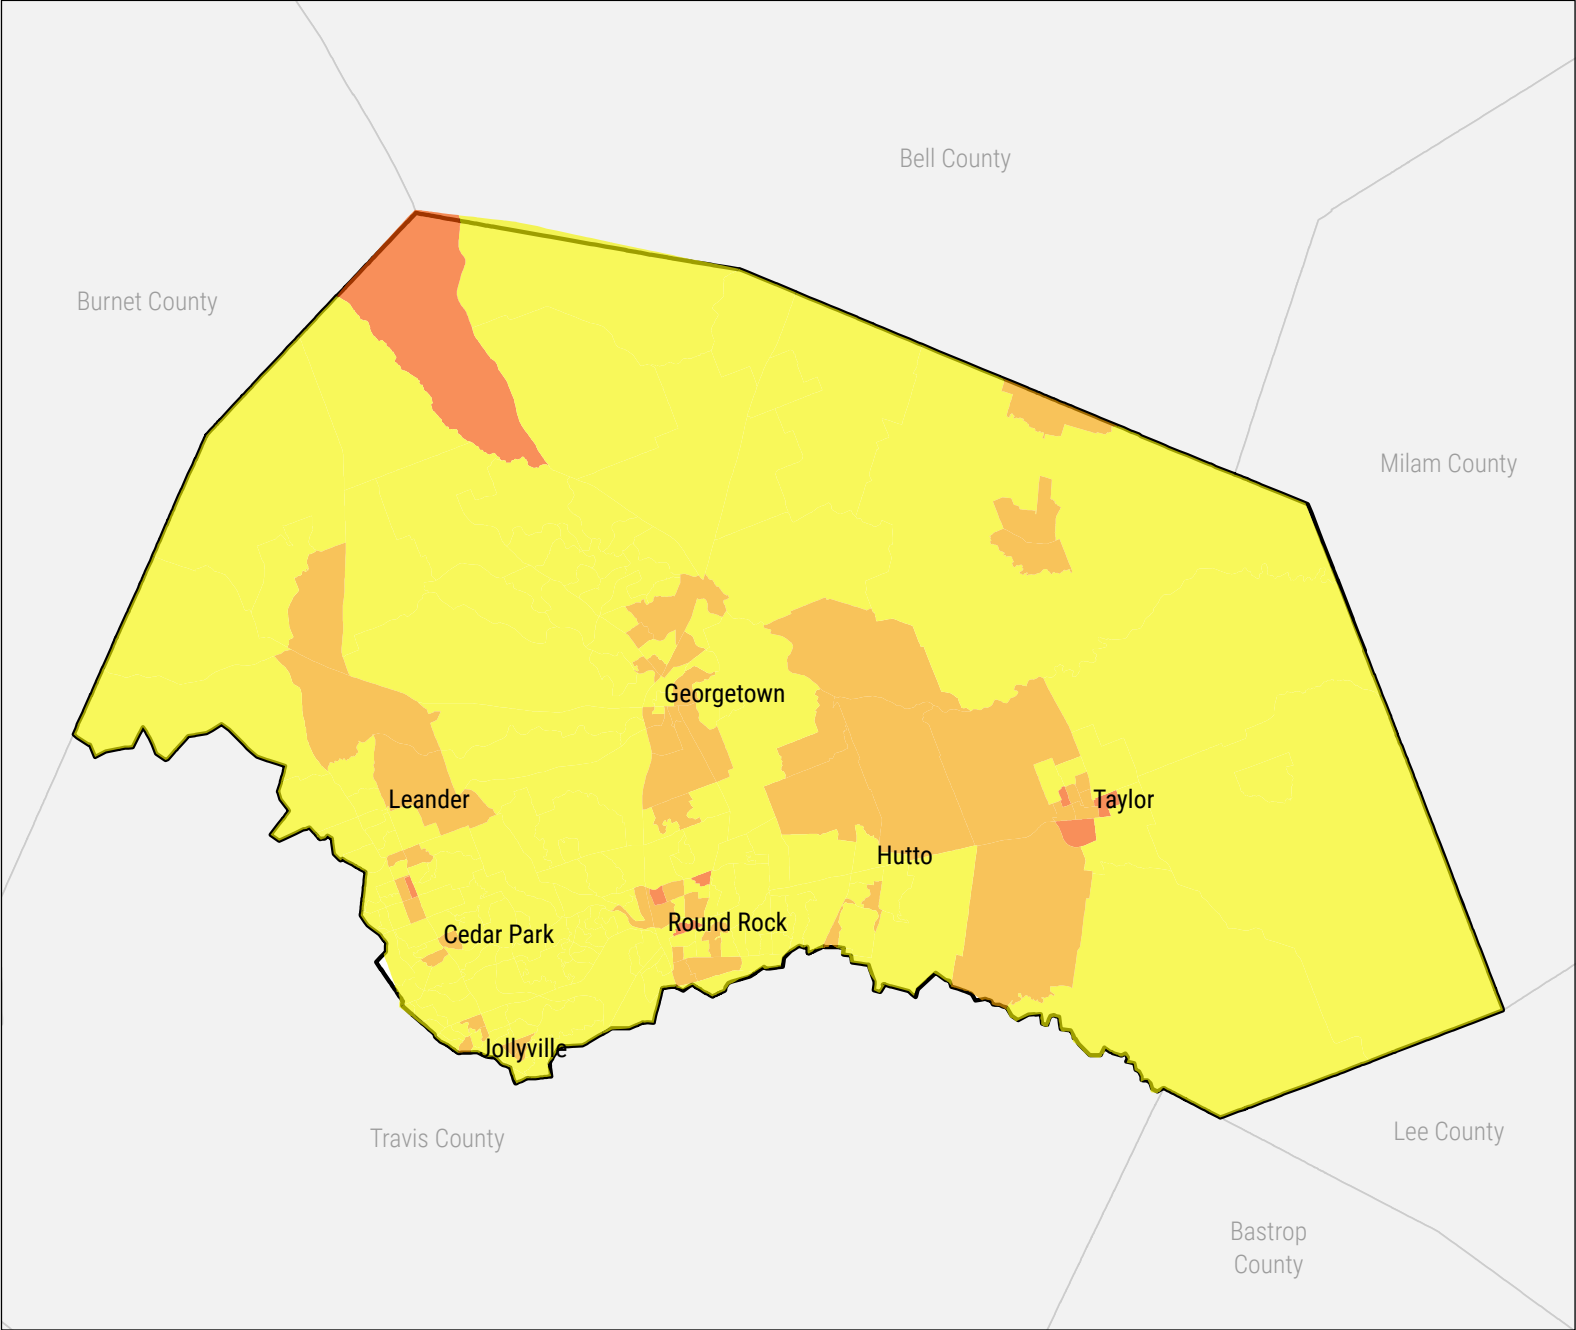 Bell County
Burnet County
Milam County
Georgetown
Leander
Taylor
Hutto
Round Rock
Cedar Park
Jollyville
Travis County
Lee County
Bastrop
County